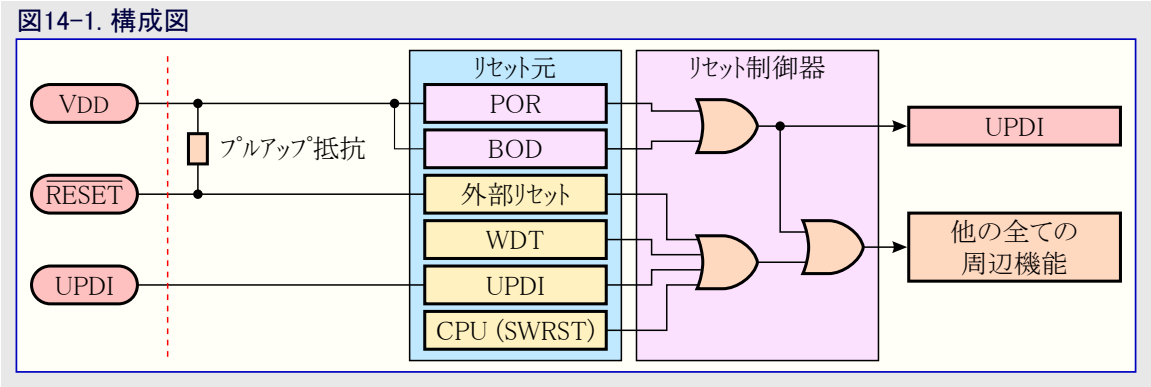 図14-1. 構成図
リセット元
リセット制御器
VDD
POR
UPDI
プルアップ抵抗
BOD
RESET
外部リセット
WDT
他の全ての
周辺機能
UPDI
UPDI
CPU (SWRST)